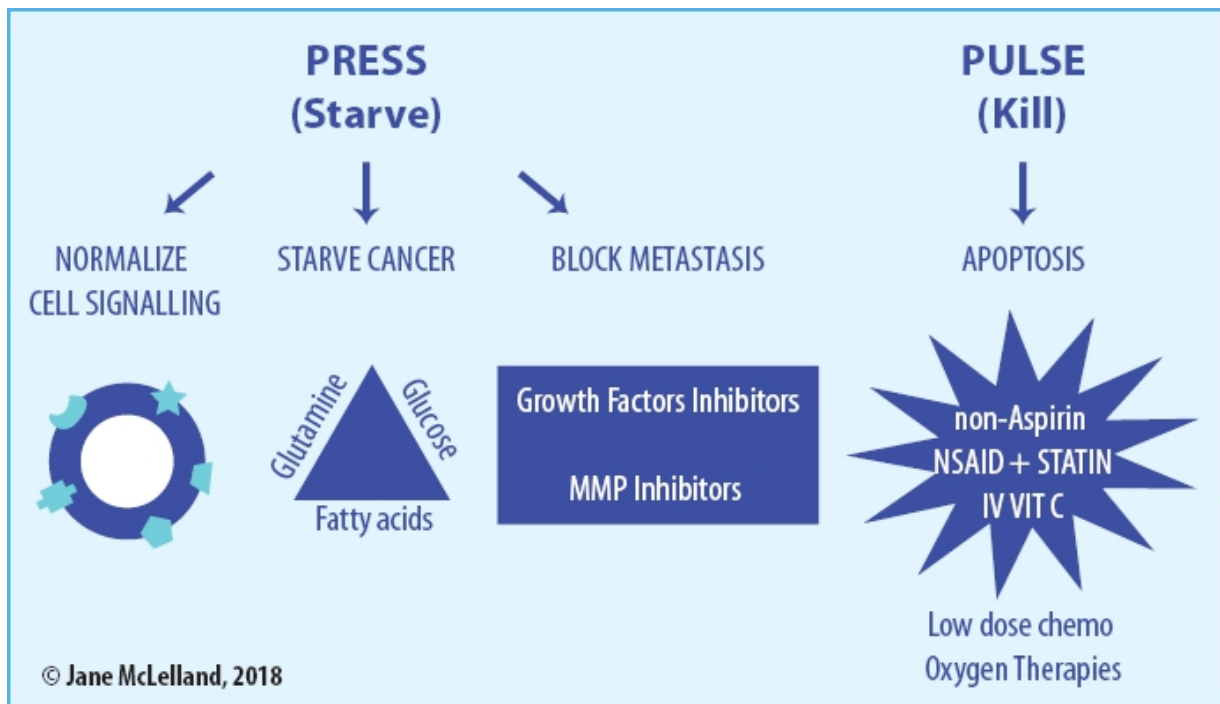 PRESS
(Starve)
PULSE
(Kill)
NORMALIZE
CELL SIGNALLING
STARVE CANCER
BLOCK METASTASIS
APOPTOSIS
Glutamine
Glucose
Fatty acids
Growth Factors Inhibitors
MMP Inhibitors
non-Aspirin
NSAID + STATIN
IV VIT C
Low dose chemo
Oxygen Therapies
© Jane McLelland, 2018